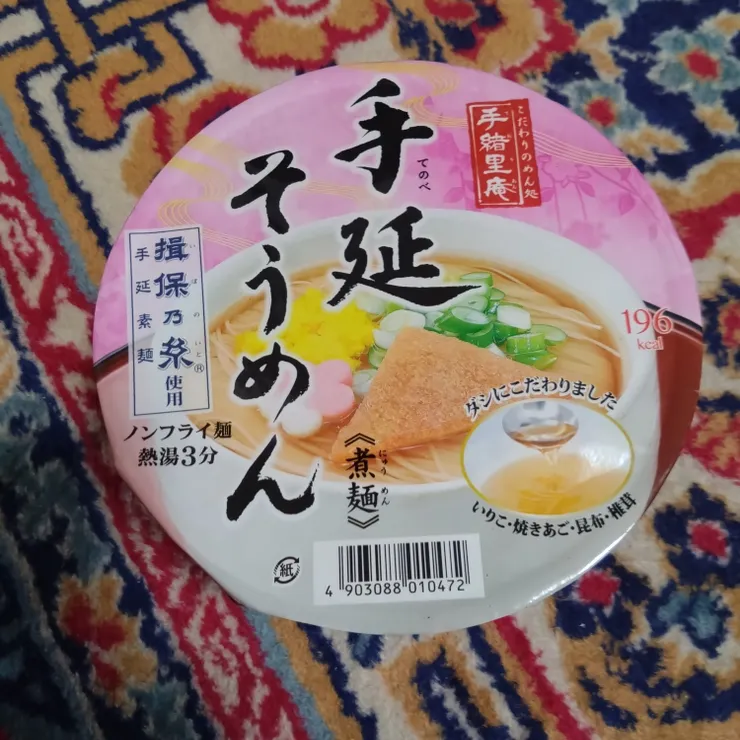 こだわりのめん処
手緒里庵
手延
てのべ
そうめん
揖保乃糸®
いぼのいと
手延素麺
使用
ノンフライ麺
熱湯3分
《煮麺》
にゅうめん
196
kcal
ダシにこだわりました
いりこ・焼きあご・昆布・椎茸
紙
4 903088 010472